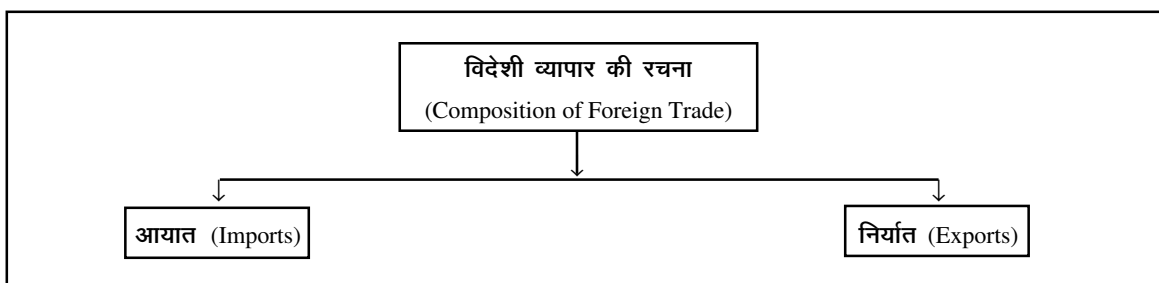 विदेशी व्यापार की रचना
(Composition of Foreign Trade)
आयात (Imports)
निर्यात (Exports)